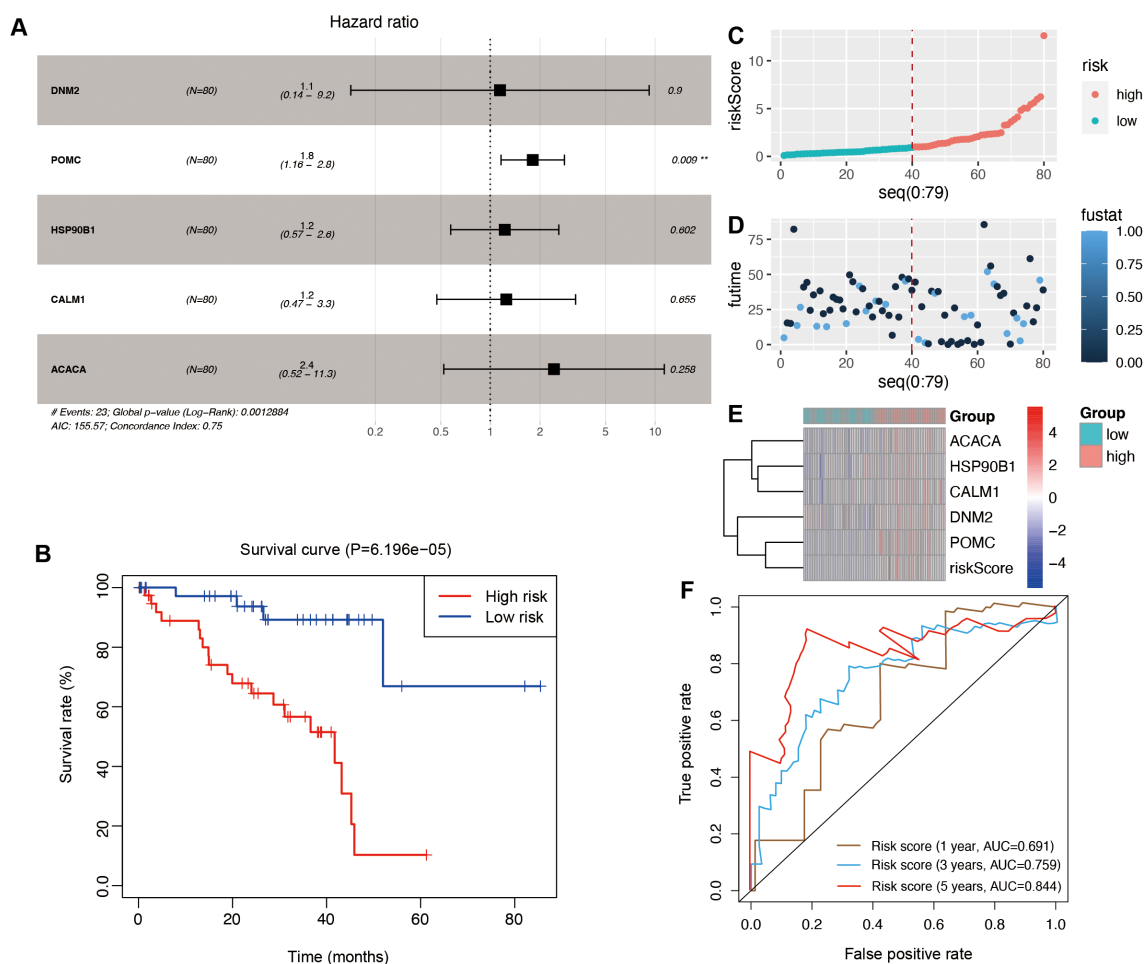 A
Hazard ratio
DNM2 (N=80) 1.1 (0.14 − 9.2) 0.9
POMC (N=80) 1.8 (1.16 − 2.8) 0.009 **
HSP90B1 (N=80) 1.2 (0.57 − 2.6) 0.602
CALM1 (N=80) 1.2 (0.47 − 3.3) 0.655
ACACA (N=80) 2.4 (0.52 − 11.3) 0.258
# Events: 23; Global p−value (Log−Rank): 0.0012884
AIC: 155.57; Concordance Index: 0.75
0.2 0.5 1 2 5 10
B
Survival curve (P=6.196e−05)
High risk
Low risk
Survival rate (%)
100
80
60
40
20
0
0 20 40 60 80
Time (months)
C
riskScore
10
5
0
0 20 40 60 80
seq(0:79)
risk
high
low
D
futime
75
50
25
0
0 20 40 60 80
seq(0:79)
fustat
1.00
0.75
0.50
0.25
0.00
E
Group
ACACA
HSP90B1
CALM1
DNM2
POMC
riskScore
4
2
0
−2
−4
Group
low
high
F
True positive rate
1.0
0.8
0.6
0.4
0.2
0.0
Risk score (1 year, AUC=0.691)
Risk score (3 years, AUC=0.759)
Risk score (5 years, AUC=0.844)
0.0 0.2 0.4 0.6 0.8 1.0
False positive rate